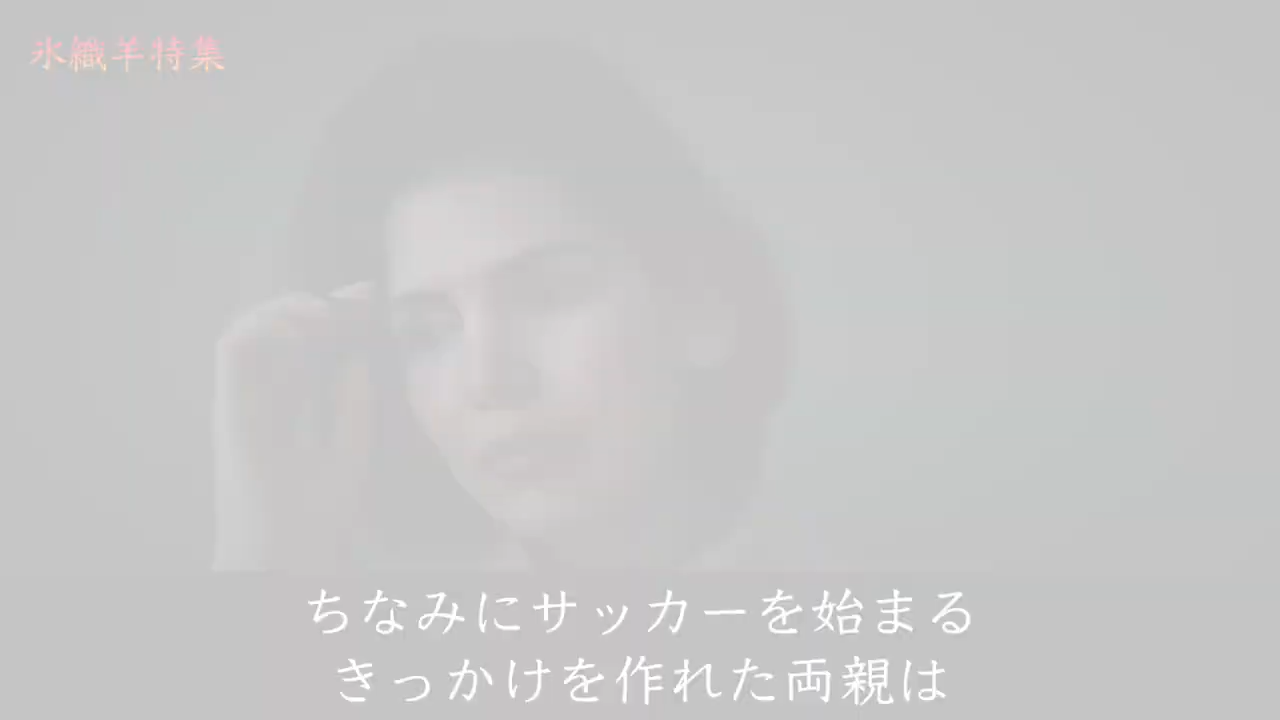 氷織羊特集
ちなみにサッカーを始まる
きっかけを作れた両親は